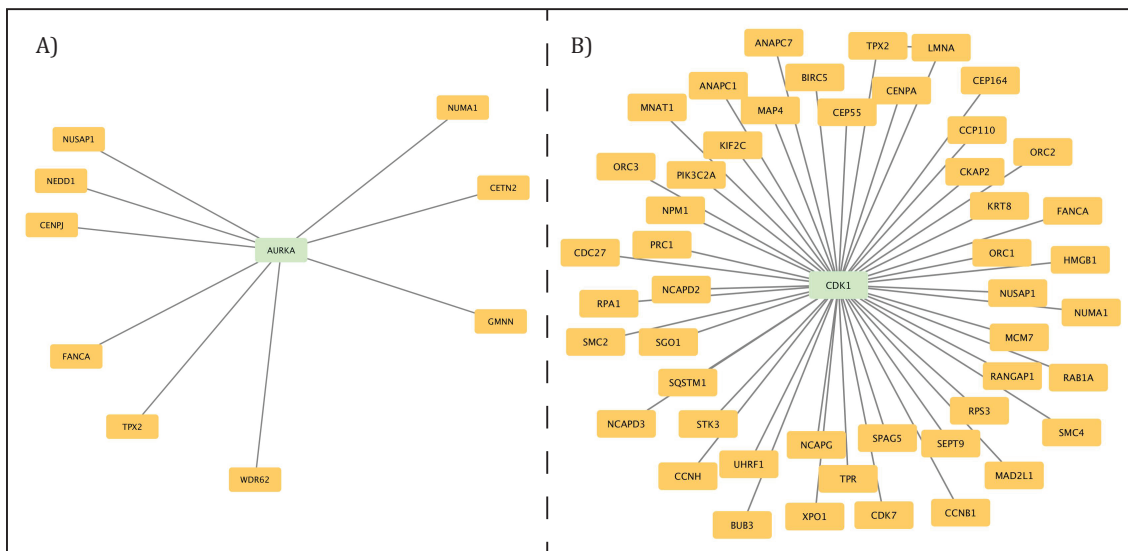 A)
NUMA1
NUSAP1
NEDD1
CETN2
CENPJ
AURKA
GMNN
FANCA
TPX2
WDR62
B)
ANAPC7
TPX2
LMNA
BIRC5
CEP164
ANAPC1
CENPA
MNAT1
MAP4
CEP55
CCP110
KIF2C
ORC2
ORC3
PIK3C2A
CKAP2
NPM1
KRT8
FANCA
CDC27
PRC1
ORC1
HMGB1
CDK1
RPA1
NCAPD2
NUSAP1
NUMA1
SMC2
SGO1
MCM7
RANGAP1
RAB1A
SQSTM1
NCAPD3
STK3
RPS3
SMC4
NCAPG
SPAG5
SEPT9
CCNH
UHRF1
MAD2L1
TPR
BUB3
XPO1
CDK7
CCNB1